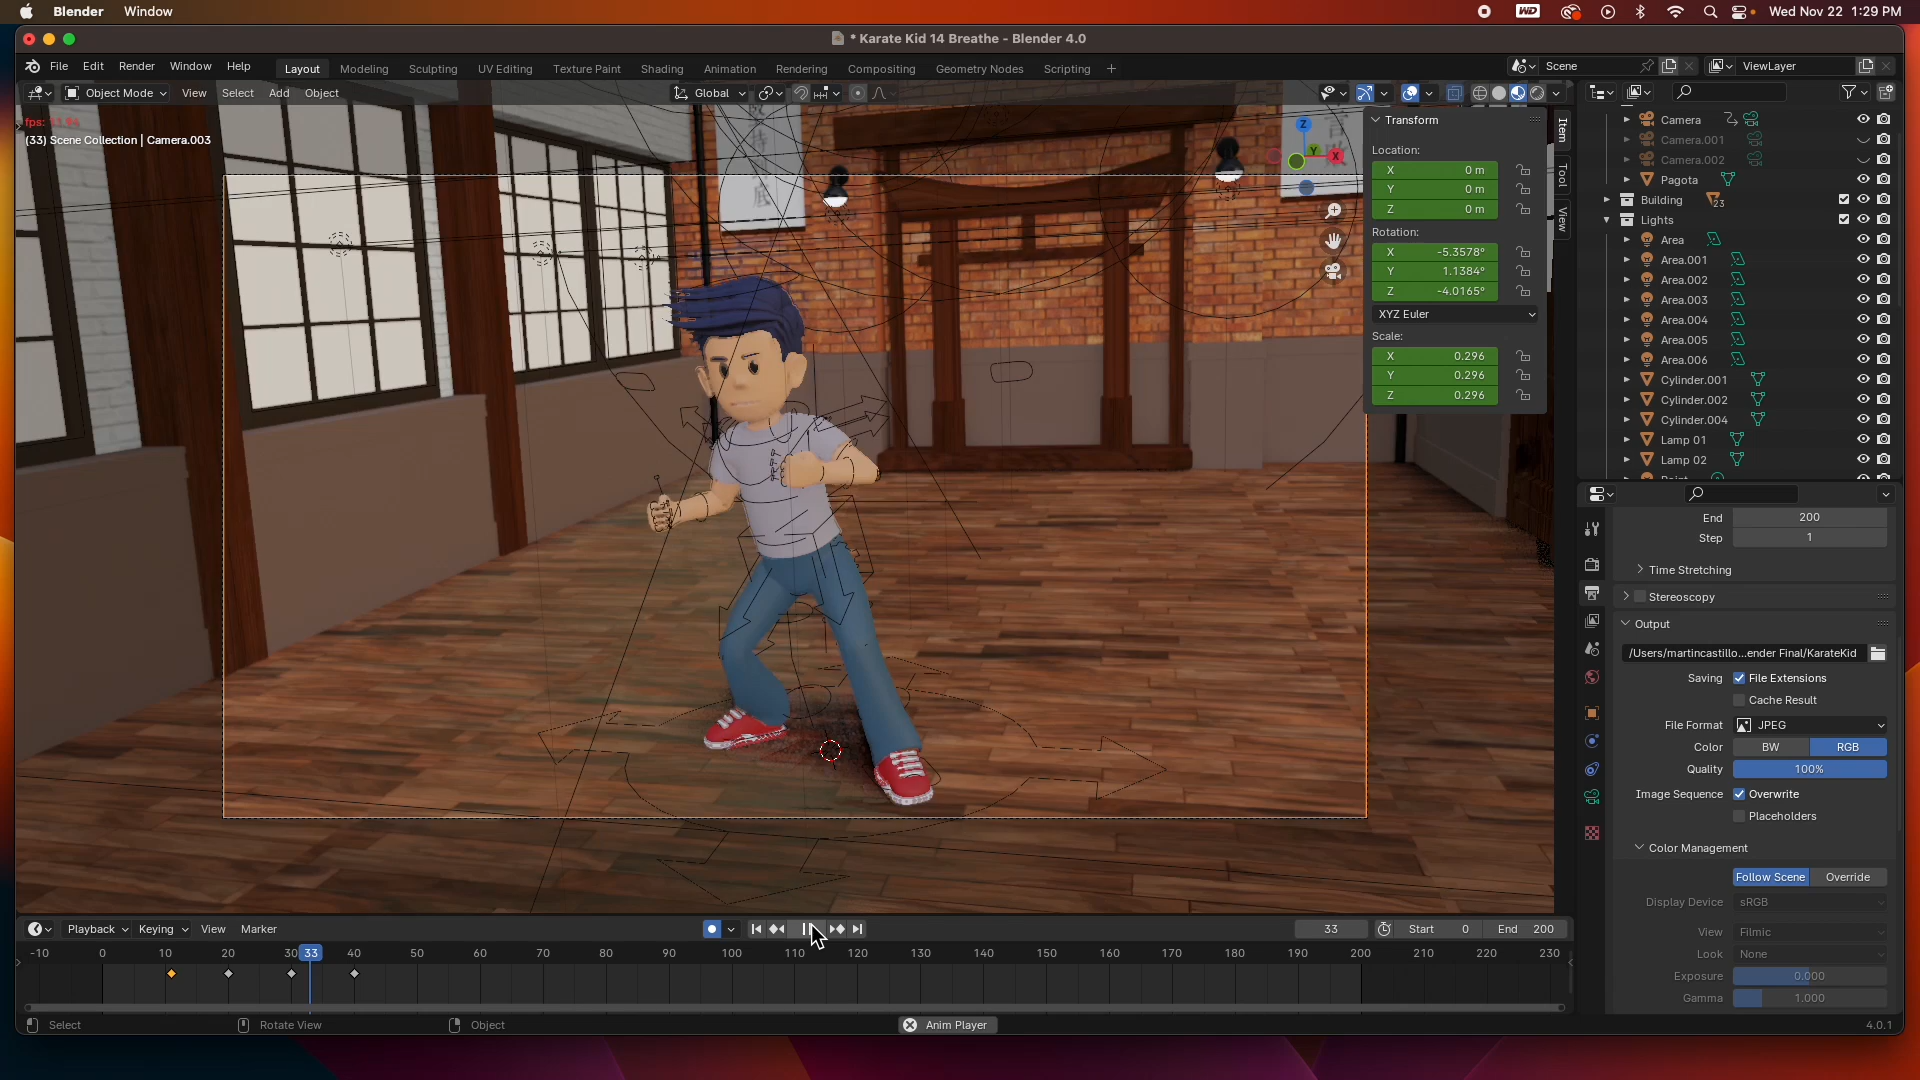 Blender Window
WD Wed Nov 22 1:29 PM
* Karate Kid 14 Breathe - Blender 4.0
File Edit Render Window Help Layout Modeling Sculpting UV Editing Texture Paint Shading Animation Rendering Compositing Geometry Nodes Scripting + Scene ViewLayer
Object Mode View Select Add Object Global
(33) Scene Collection | Camera.003
Z
Y
X
Transform
Location:
X 0 m
Y 0 m
Z 0 m
Rotation:
X -5.3578°
Y 1.1384°
Z -4.0165°
XYZ Euler
Scale:
X 0.296
Y 0.296
Z 0.296
Item
Tool
View
Camera
Camera.001
Camera.002
Pagota
Building 23
Lights
Area
Area.001
Area.002
Area.003
Area.004
Area.005
Area.006
Cylinder.001
Cylinder.002
Cylinder.004
Lamp 01
Lamp 02
End 200
Step 1
Time Stretching
Stereoscopy
Output
/Users/martincastillo...ender Final/KarateKid
Saving File Extensions
Cache Result
File Format JPEG
Color BW RGB
Quality 100%
Image Sequence Overwrite
Placeholders
Color Management
Follow Scene Override
Display Device sRGB
View Filmic
Look None
Exposure 0.000
Gamma 1.000
Playback Keying View Marker 33 Start 0 End 200
-10 0 10 20 30 33 40 50 60 70 80 90 100 110 120 130 140 150 160 170 180 190 200 210 220 230
Select Rotate View Object Anim Player 4.0.1